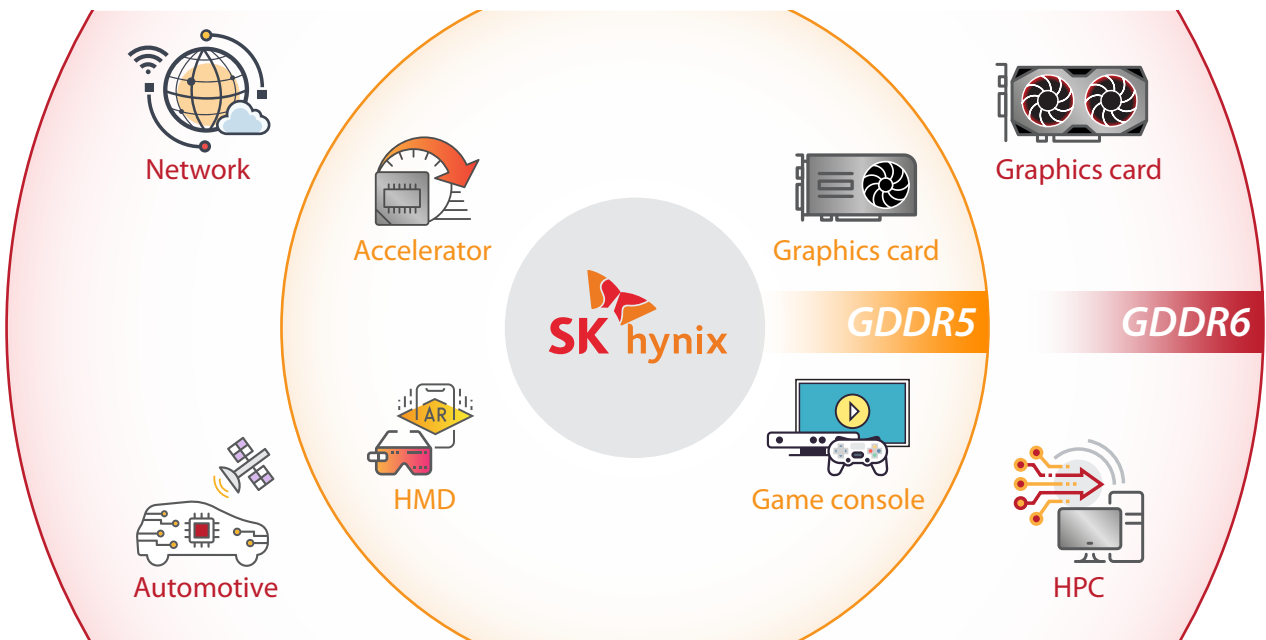 Network
Graphics card
Accelerator
Graphics card
SK hynix
GDDR5
GDDR6
AR
HMD
Game console
Automotive
HPC